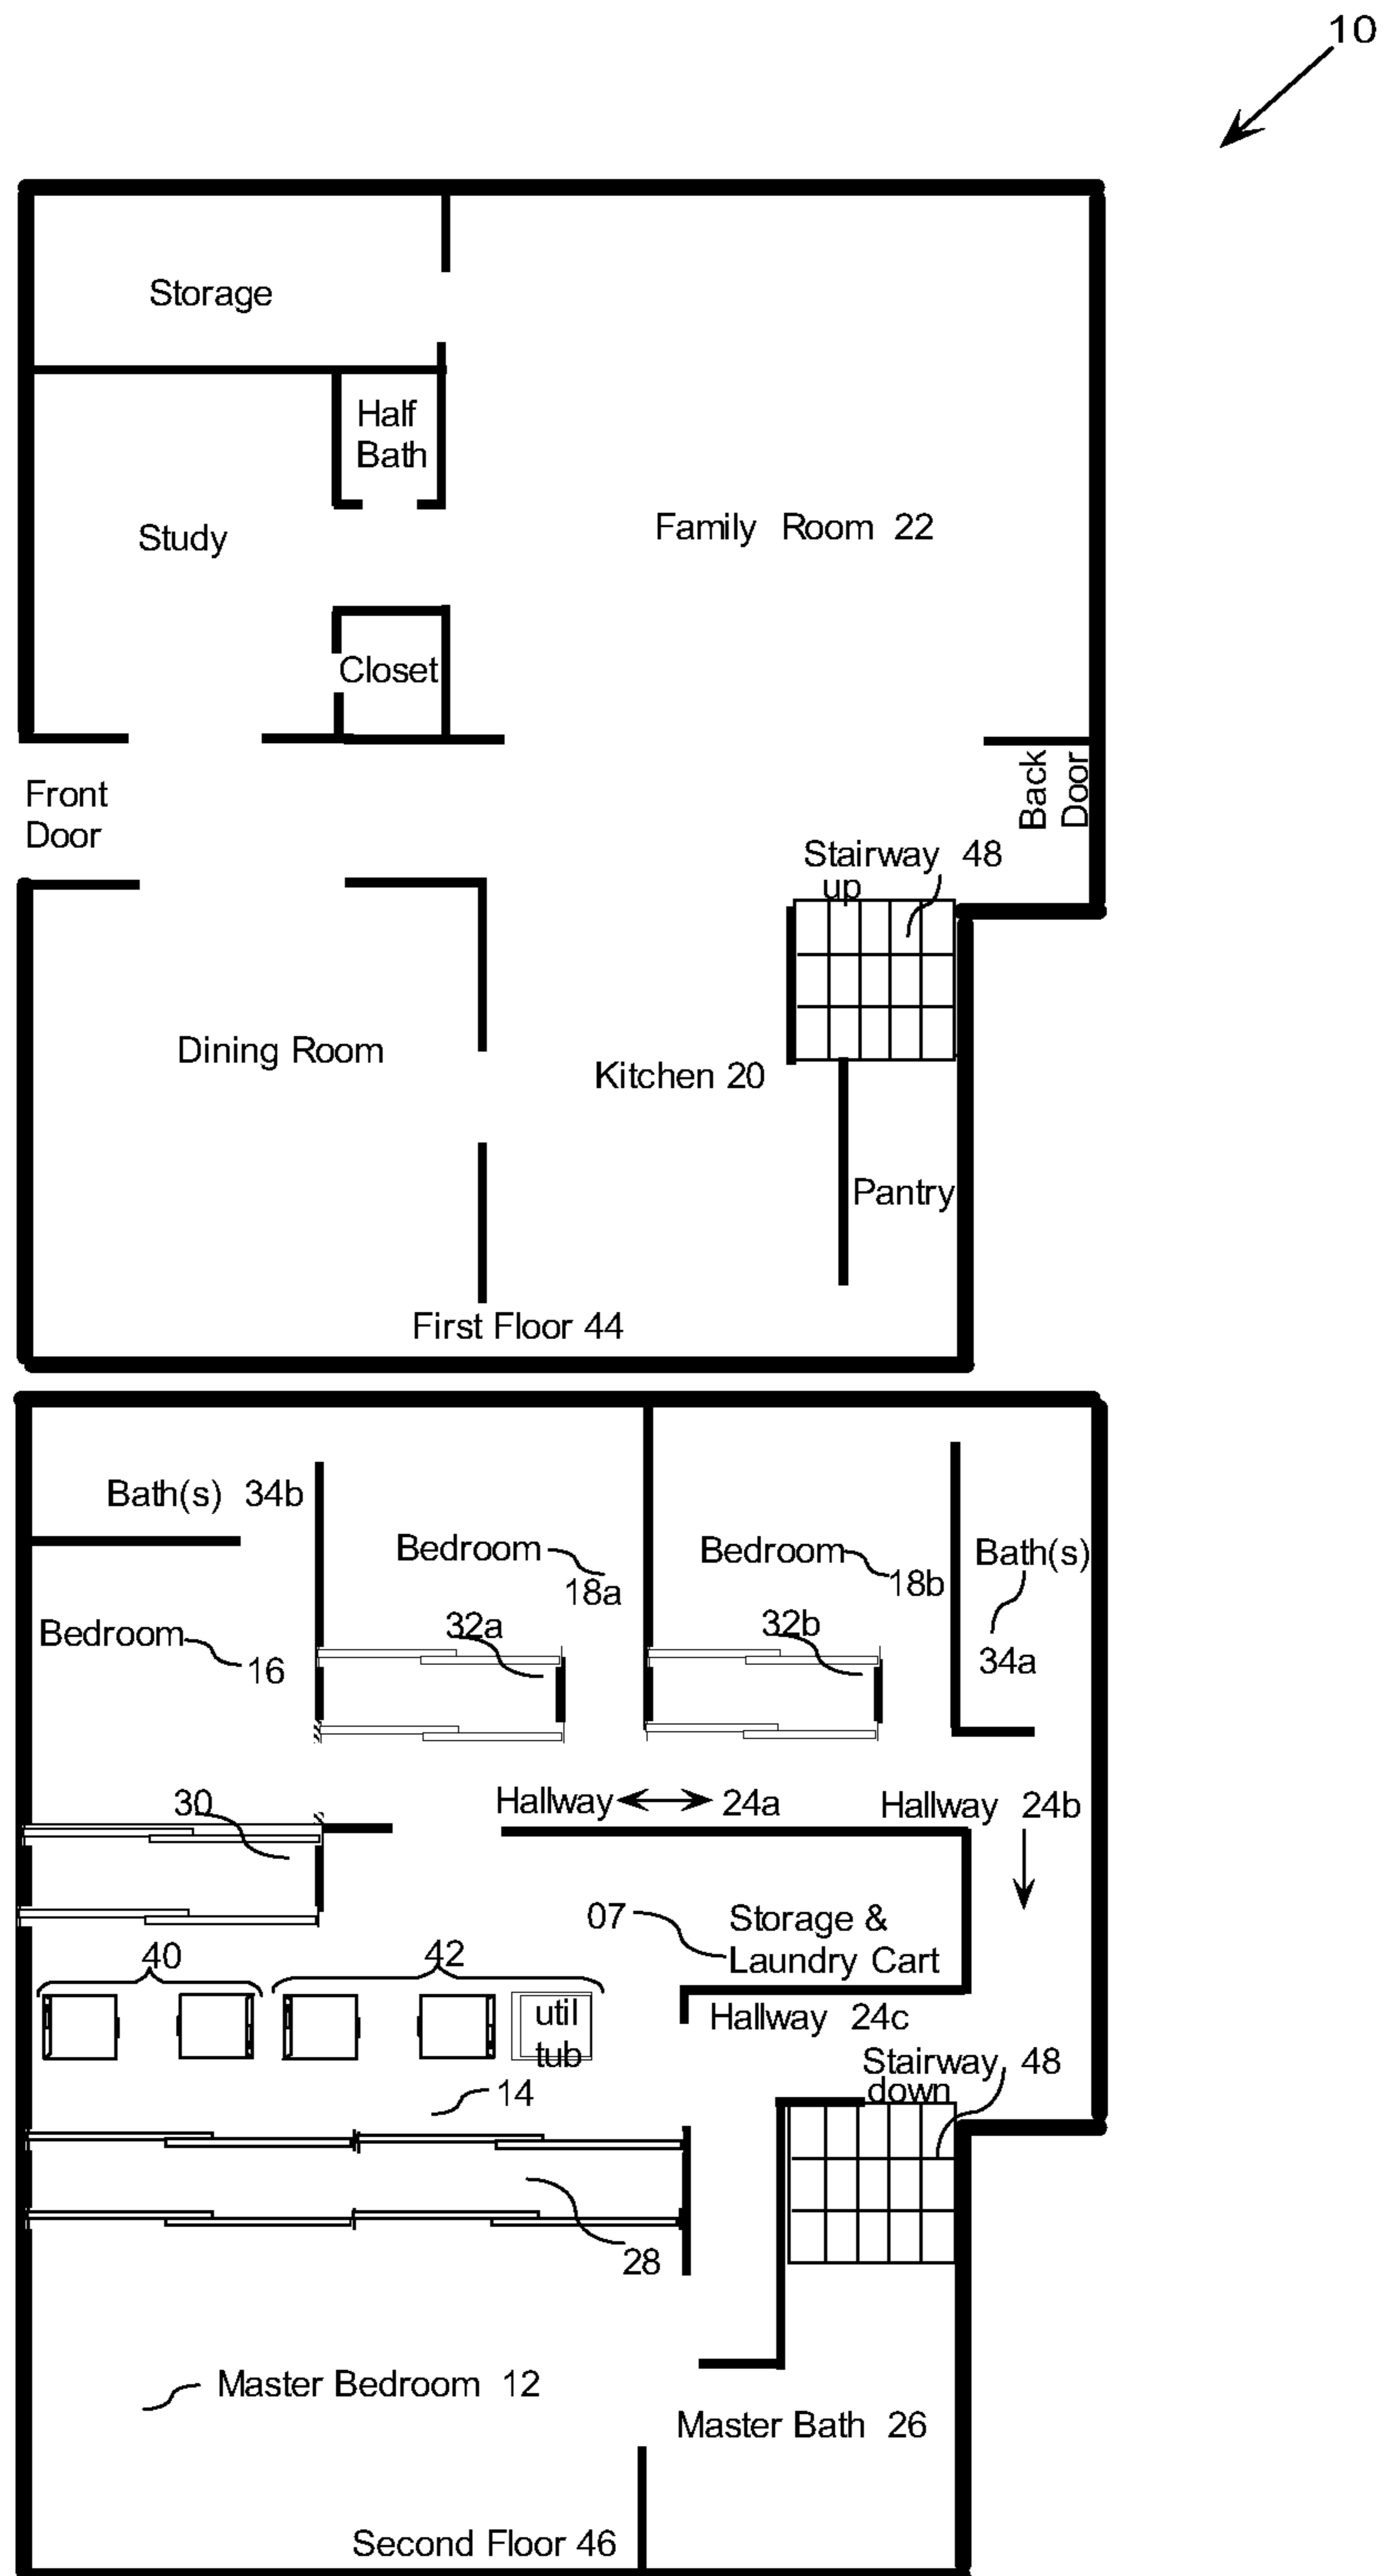 10
Storage
Half
Bath
Study
Family Room 22
Closet
Front
Door
Back
Door
Stairway 48
up
Dining Room
Kitchen 20
Pantry
First Floor 44
Bath(s) 34b
Bedroom
18a
Bedroom
18b
Bath(s)
34a
Bedroom
16
32a
32b
30
Hallway 24a
Hallway 24b
07
Storage &
Laundry Cart
40
42
util
tub
Hallway 24c
Stairway 48
down
14
28
Master Bedroom 12
Master Bath 26
Second Floor 46